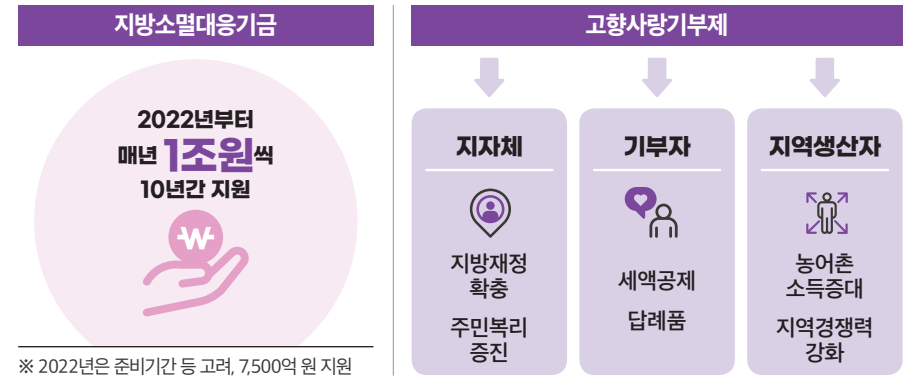 지방소멸대응기금
2022년부터
매년 1조원씩
10년간 지원
₩
※ 2022년은 준비기간 등 고려, 7,500억 원 지원
고향사랑기부제
지자체
지방재정
확충
주민복리
증진
기부자
세액공제
답례품
지역생산자
농어촌
소득증대
지역경쟁력
강화